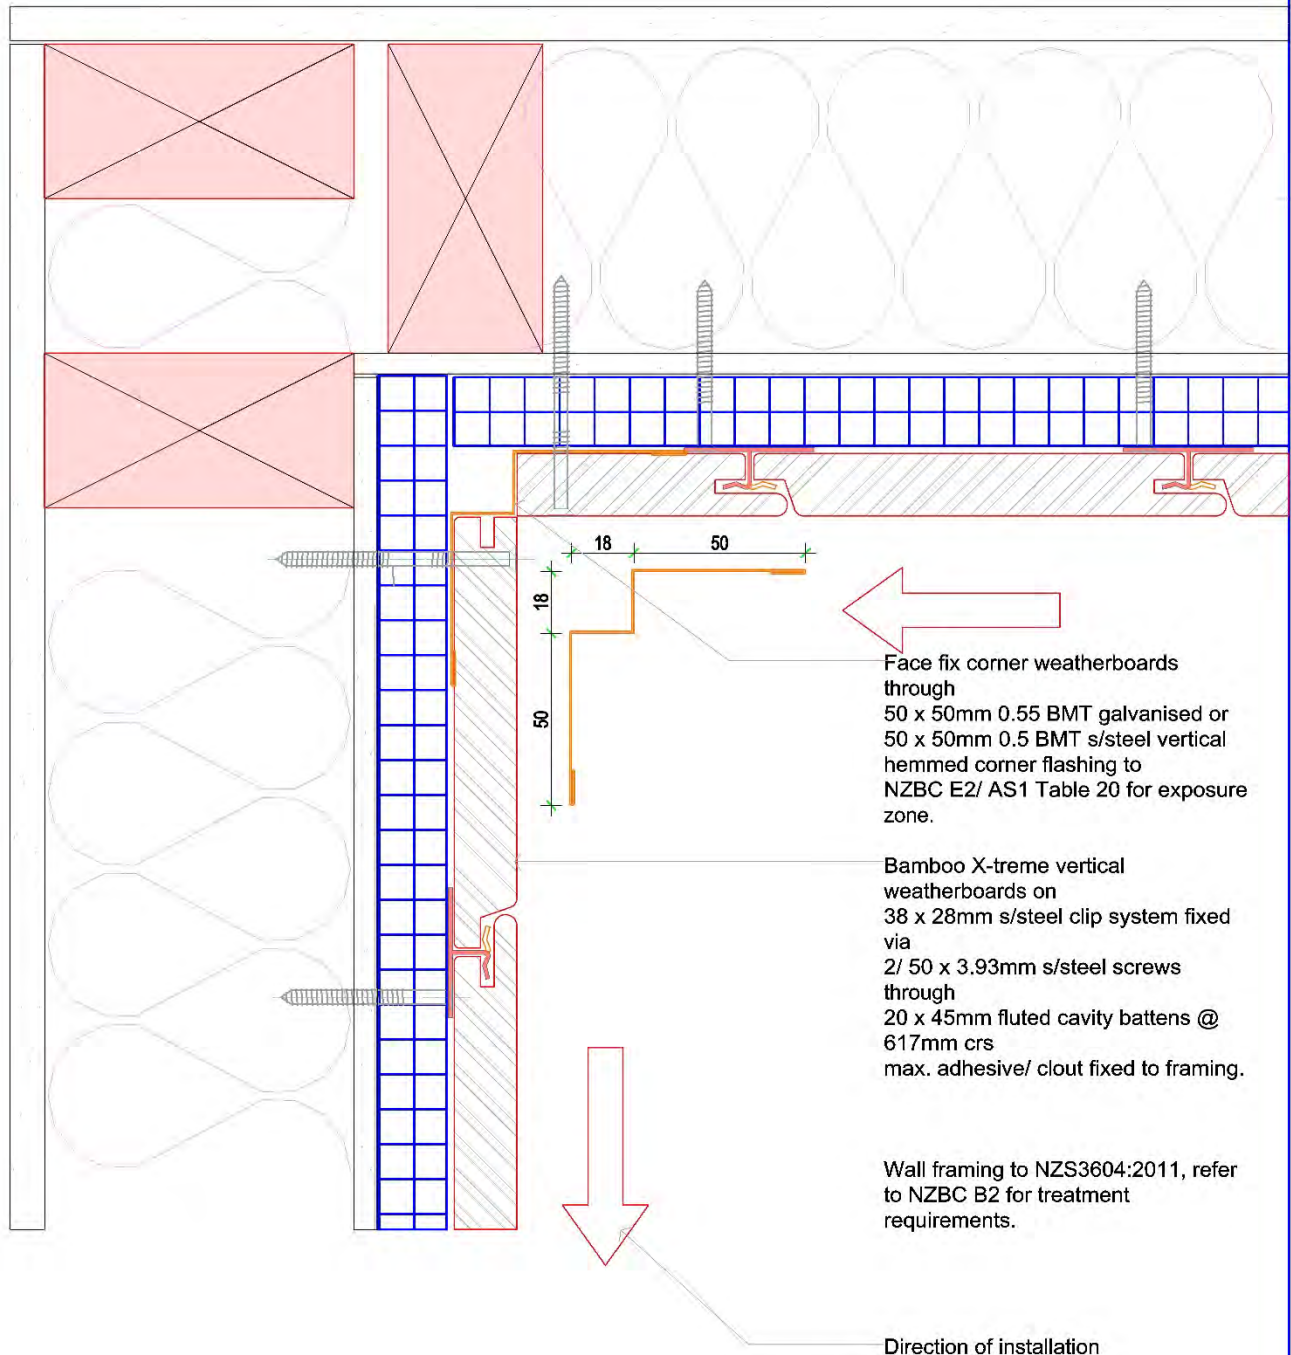 18
50
18
50
Face fix corner weatherboards
through
50 x 50mm 0.55 BMT galvanised or
50 x 50mm 0.5 BMT s/steel vertical
hemmed corner flashing to
NZBC E2/ AS1 Table 20 for exposure
zone.
Bamboo X-treme vertical
weatherboards on
38 x 28mm s/steel clip system fixed
via
2/ 50 x 3.93mm s/steel screws
through
20 x 45mm fluted cavity battens @
617mm crs
max. adhesive/ clout fixed to framing.
Wall framing to NZS3604:2011, refer
to NZBC B2 for treatment
requirements.
Direction of installation